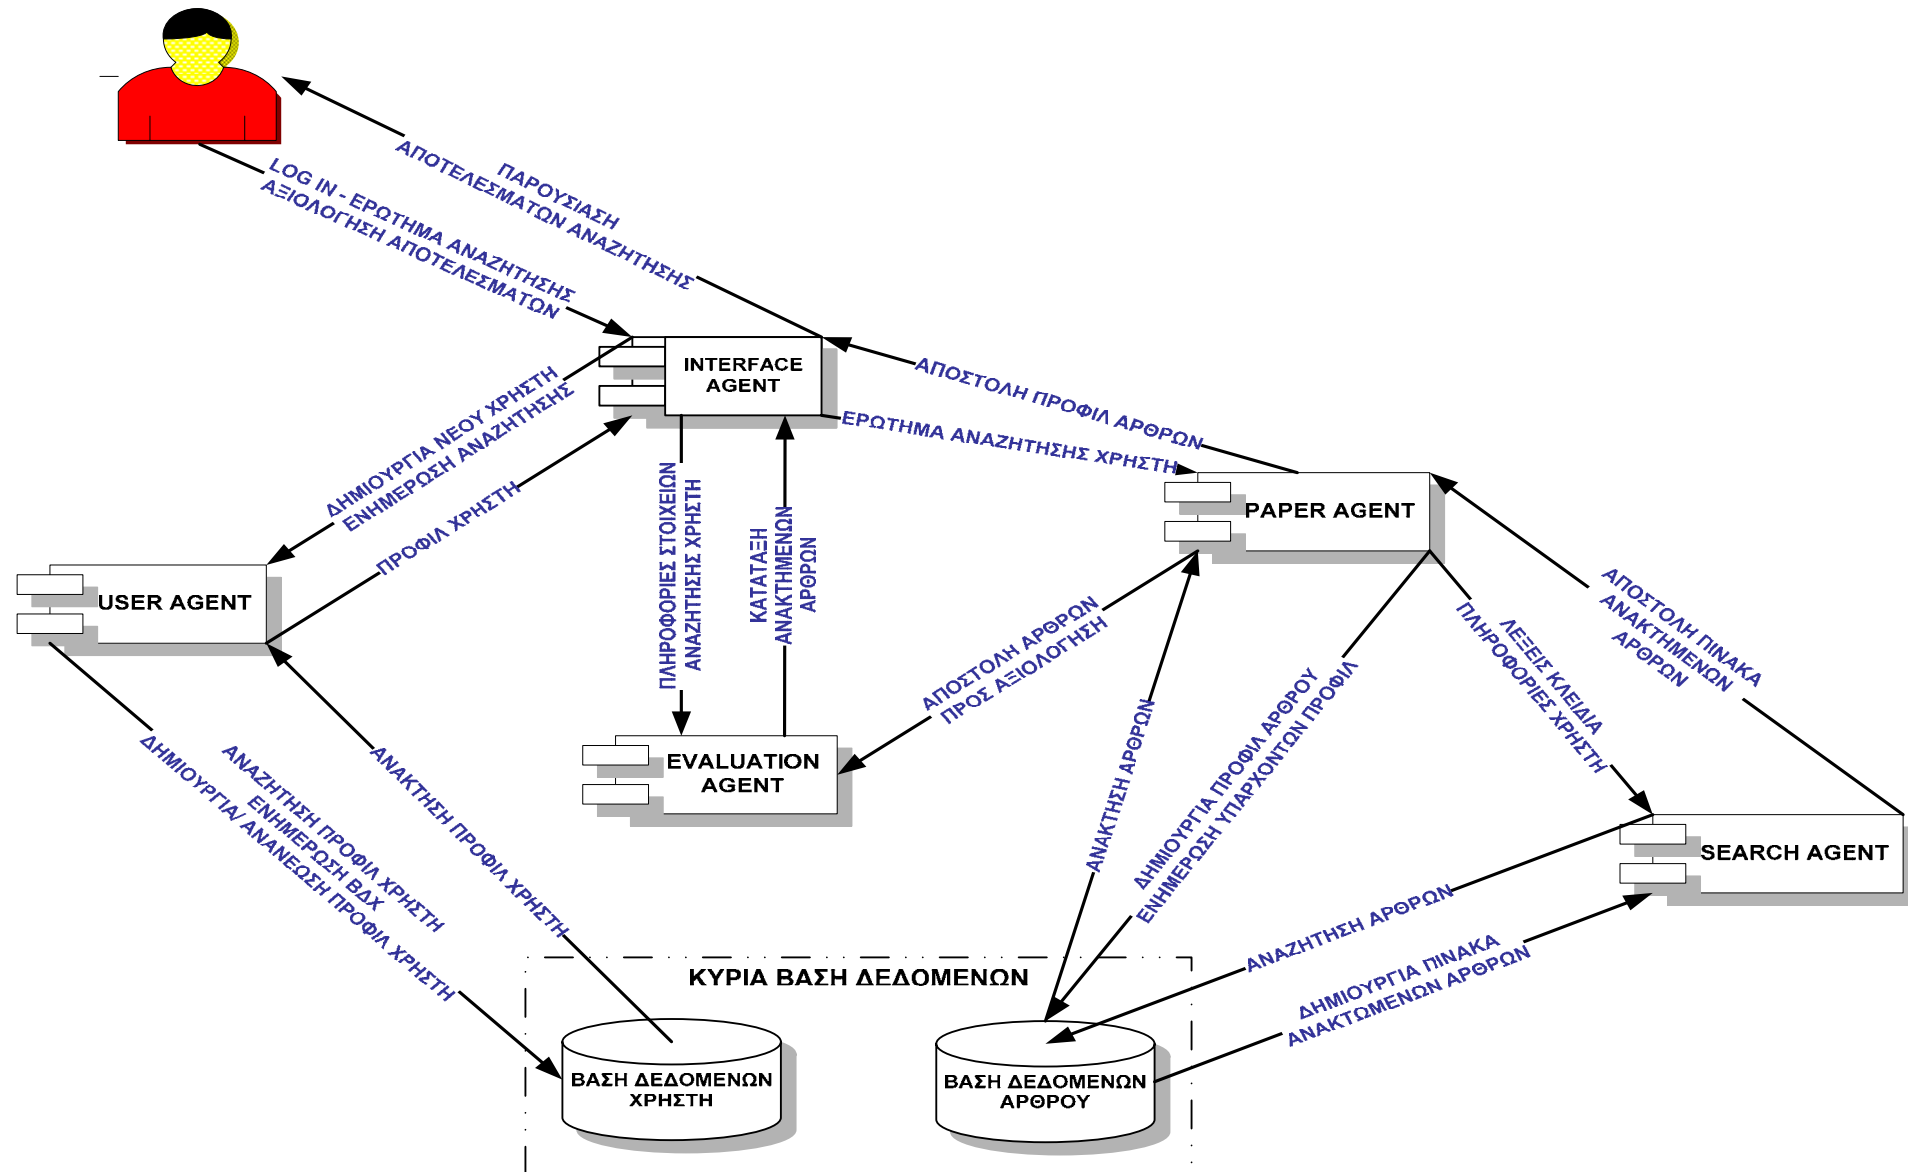 ΠΑΡΟΥΣΙΑΣΗ
ΑΠΟΤΕΛΕΣΜΑΤΩΝ ΑΝΑΖΗΤΗΣΗΣ
LOG IN - ΕΡΩΤΗΜΑ ΑΝΑΖΗΤΗΣΗΣ
ΑΞΙΟΛΟΓΗΣΗ ΑΠΟΤΕΛΕΣΜΑΤΩΝ
INTERFACE
AGENT
ΑΠΟΣΤΟΛΗ ΠΡΟΦΙΛ ΑΡΘΡΩΝ
ΕΡΩΤΗΜΑ ΑΝΑΖΗΤΗΣΗΣ ΧΡΗΣΤΗ
ΔΗΜΙΟΥΡΓΙΑ ΝΕΟΥ ΧΡΗΣΤΗ
ΕΝΗΜΕΡΩΣΗ ΑΝΑΖΗΤΗΣΗΣ
ΠΡΟΦΙΛ ΧΡΗΣΤΗ
ΠΛΗΡΟΦΟΡΙΕΣ ΣΤΟΙΧΕΙΩΝ
ΑΝΑΖΗΤΗΣΗΣ ΧΡΗΣΤΗ
ΚΑΤΑΤΑΞΗ
ΑΝΑΚΤΗΜΕΝΩΝ
ΑΡΘΡΩΝ
PAPER AGENT
USER AGENT
ΑΠΟΣΤΟΛΗ ΑΡΘΡΩΝ
ΠΡΟΣ ΑΞΙΟΛΟΓΗΣΗ
ΑΠΟΣΤΟΛΗ ΠΙΝΑΚΑ
ΑΝΑΚΤΗΜΕΝΩΝ
ΑΡΘΡΩΝ
ΛΕΞΕΙΣ ΚΛΕΙΔΙΑ
ΠΛΗΡΟΦΟΡΙΕΣ ΧΡΗΣΤΗ
EVALUATION
AGENT
ΑΝΑΚΤΗΣΗ ΑΡΘΡΩΝ
ΔΗΜΙΟΥΡΓΙΑ ΠΡΟΦΙΛ ΑΡΘΡΟΥ
ΕΝΗΜΕΡΩΣΗ ΥΠΑΡΧΟΝΤΩΝ ΠΡΟΦΙΛ
ΑΝΑΖΗΤΗΣΗ ΠΡΟΦΙΛ ΧΡΗΣΤΗ
ΕΝΗΜΕΡΩΣΗ ΒΔΧ
ΔΗΜΙΟΥΡΓΙΑ/ ΑΝΑΝΕΩΣΗ ΠΡΟΦΙΛ ΧΡΗΣΤΗ
ΑΝΑΚΤΗΣΗ ΠΡΟΦΙΛ ΧΡΗΣΤΗ
SEARCH AGENT
ΑΝΑΖΗΤΗΣΗ ΑΡΘΡΩΝ
ΔΗΜΙΟΥΡΓΙΑ ΠΙΝΑΚΑ
ΑΝΑΚΤΩΜΕΝΩΝ ΑΡΘΡΩΝ
ΚΥΡΙΑ ΒΑΣΗ ΔΕΔΟΜΕΝΩΝ
ΒΑΣΗ ΔΕΔΟΜΕΝΩΝ
ΧΡΗΣΤΗ
ΒΑΣΗ ΔΕΔΟΜΕΝΩΝ
ΑΡΘΡΟΥ